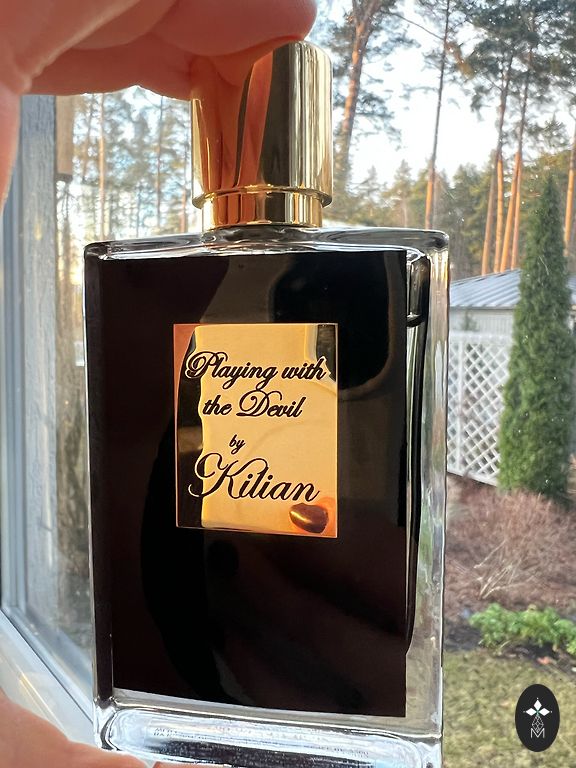 Playing with
the Devil
by
Kilian